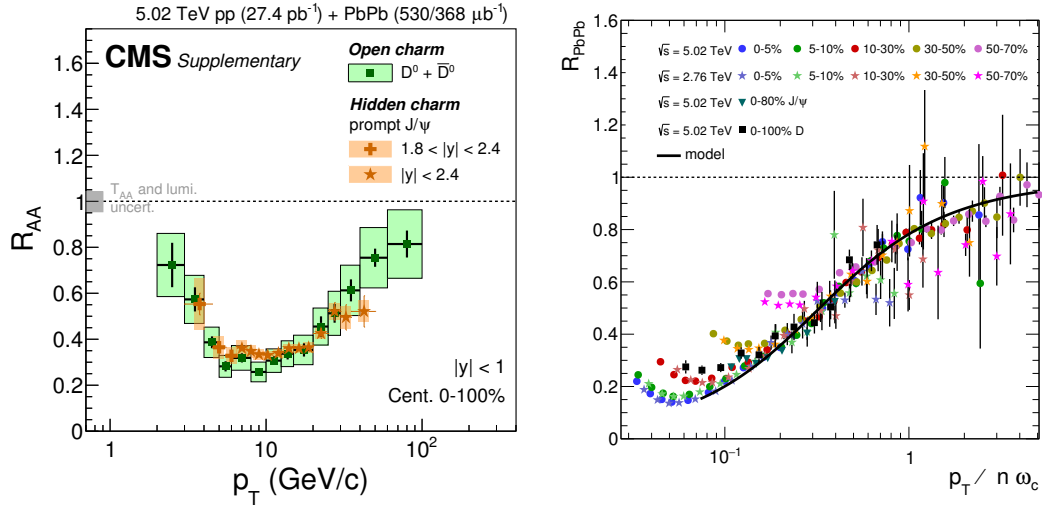 5.02 TeV pp (27.4 pb⁻¹) + PbPb (530/368 μb⁻¹)
CMS Supplementary
Open charm
D⁰ + D̅⁰
Hidden charm
prompt J/ψ
1.8 < |y| < 2.4
|y| < 2.4
T_AA and lumi.
uncert.
|y| < 1
Cent. 0-100%
R_AA
1.6
1.4
1.2
1
0.8
0.6
0.4
0.2
0
1 10 10²
p_T (GeV/c)
R_PbPb
1.6
1.4
1.2
1
0.8
0.6
0.4
0.2
0
√s = 5.02 TeV 0-5% 5-10% 10-30% 30-50% 50-70%
√s = 2.76 TeV 0-5% 5-10% 10-30% 30-50% 50-70%
√s = 5.02 TeV 0-80% J/ψ
√s = 5.02 TeV 0-100% D
model
10⁻¹ 1
p_T / n ω_c